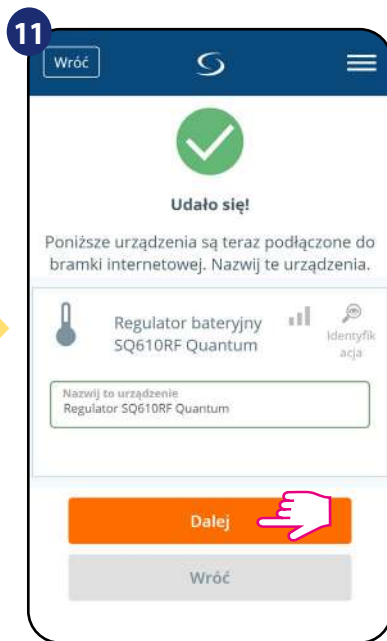 11
Wróć
Udało się!
Poniższe urządzenia są teraz podłączone do
bramki internetowej. Nazwij te urządzenia.
Regulator bateryjny
SQ610RF Quantum
Identyfik
acja
Nazwij to urządzenie
Regulator SQ610RF Quantum
Dalej
Wróć